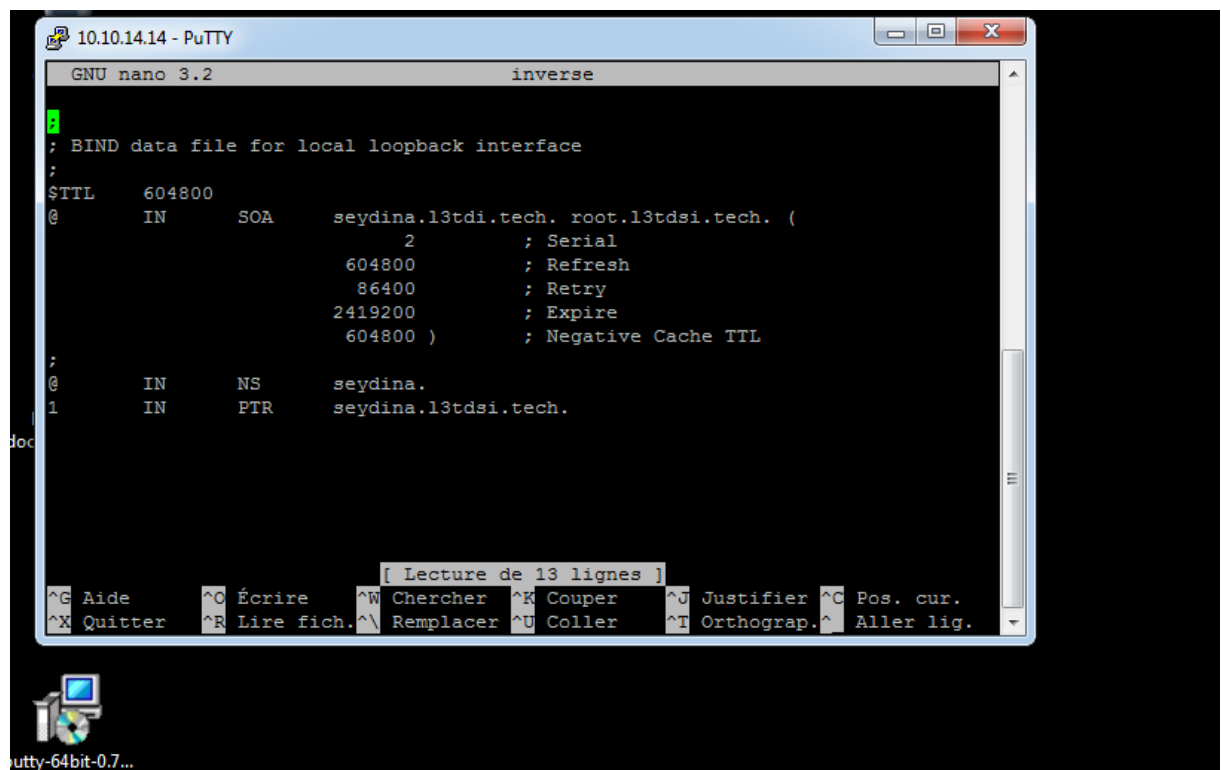 10.10.14.14 - PuTTY
GNU nano 3.2 inverse
;
; BIND data file for local loopback interface
;
$TTL 604800
@ IN SOA seydina.l3tdi.tech. root.l3tdsi.tech. (
2 ; Serial
604800 ; Refresh
86400 ; Retry
2419200 ; Expire
604800 ) ; Negative Cache TTL
;
@ IN NS seydina.
1 IN PTR seydina.l3tdsi.tech.
doc
[ Lecture de 13 lignes ]
^G Aide ^O Écrire ^W Chercher ^K Couper ^J Justifier ^C Pos. cur.
^X Quitter ^R Lire fich. ^\ Remplacer ^U Coller ^T Orthograp. ^_ Aller lig.
utty-64bit-0.7...